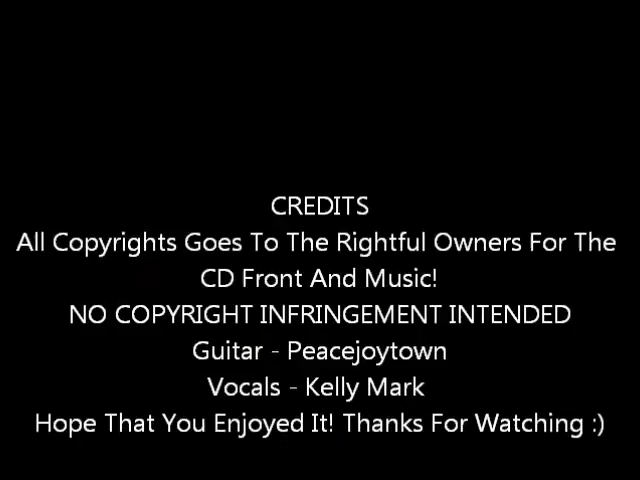 CREDITS
All Copyrights Goes To The Rightful Owners For The
CD Front And Music!
NO COPYRIGHT INFRINGEMENT INTENDED
Guitar - Peacejoytown
Vocals - Kelly Mark
Hope That You Enjoyed It! Thanks For Watching :)